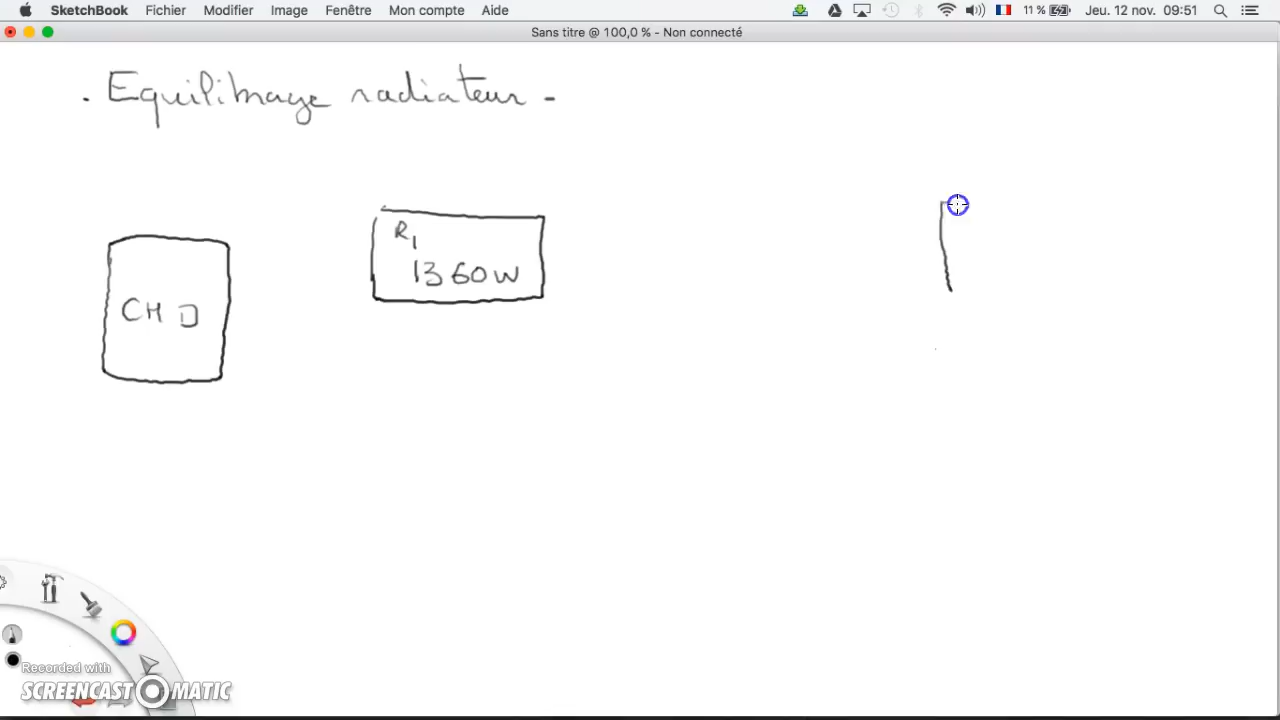 SketchBook Fichier Modifier Image Fenêtre Mon compte Aide 11 % Jeu. 12 nov. 09:51
Sans titre @ 100,0 % - Non connecté
. Equilibrage radiateur -
R1
1360W
CHD
Recorded with
SCREENCAST-O-MATIC